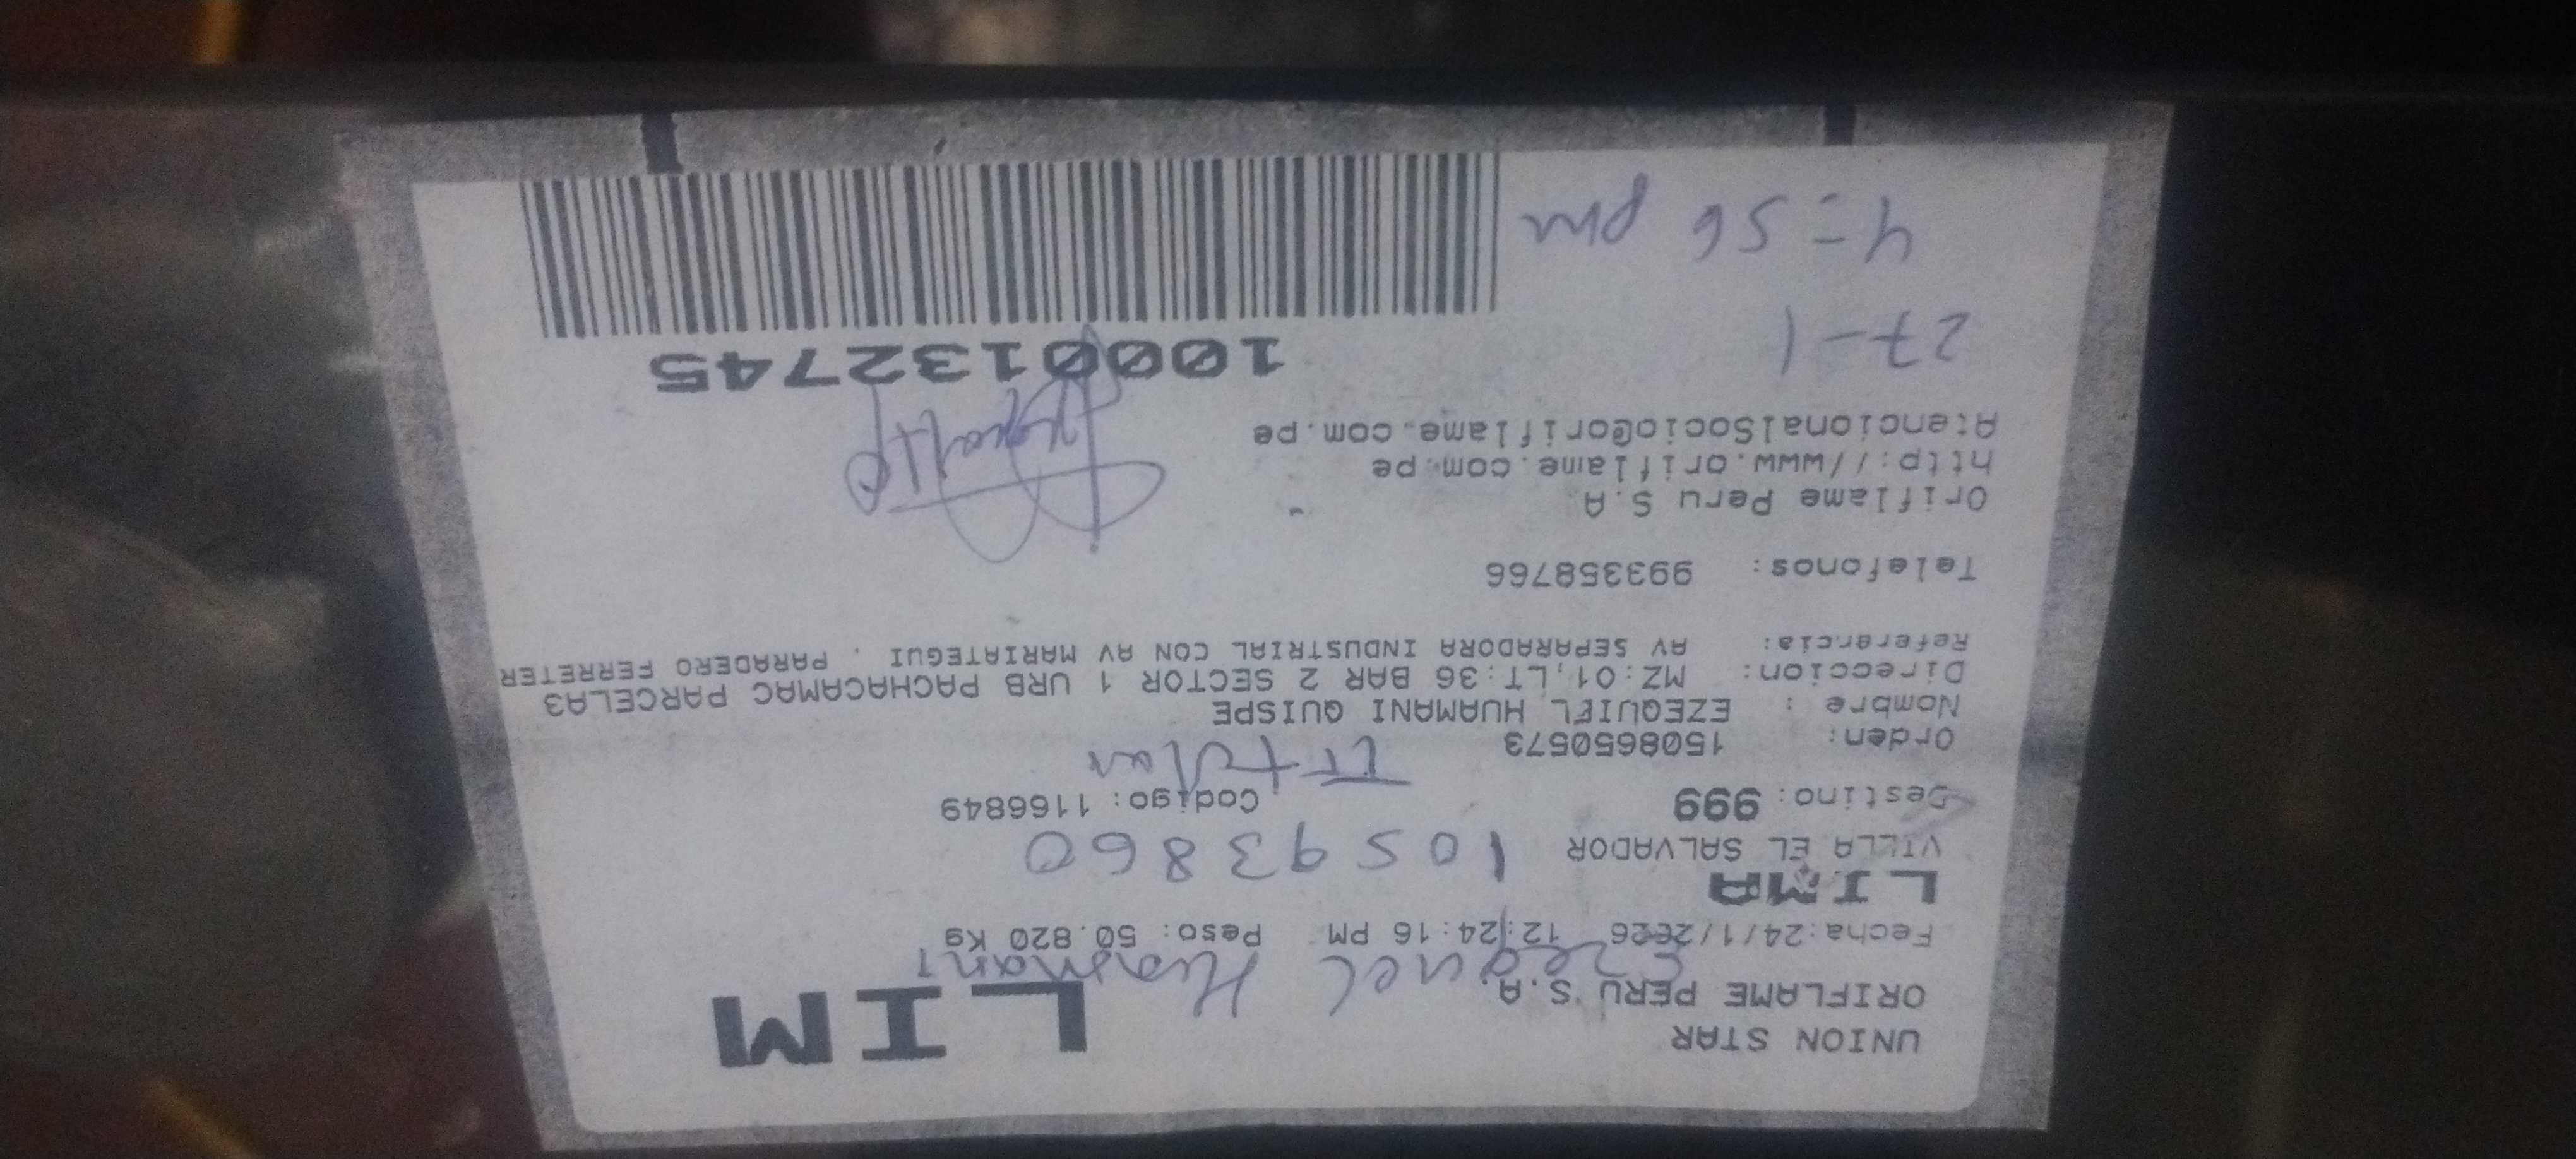 UNION STAR
LIM
ORIFLAME PERU S.A.
Ezequiel Huamani
Fecha:24/1/2026 12:24:16 PM Peso: 50.820 Kg
LIMA
VILLA EL SALVADOR
10593860
Destino: 999 Codigo: 1166849
Orden: 1508650573
Nombre : EZEQUIEL HUAMANI QUISPE
Direccion: MZ:01,LT:36 BAR 2 SECTOR 1 URB PACHACAMAC PARCELA3
Referencia: AV SEPARADORA INDUSTRIAL CON AV MARIATEGUI . PARADERO FERRETER
Telefonos: 993358766
Oriflame Peru S.A.
http://www.oriflame.com.pe
AtencionalSocio@oriflame.com.pe
1000132745
27-1
4:56 pm